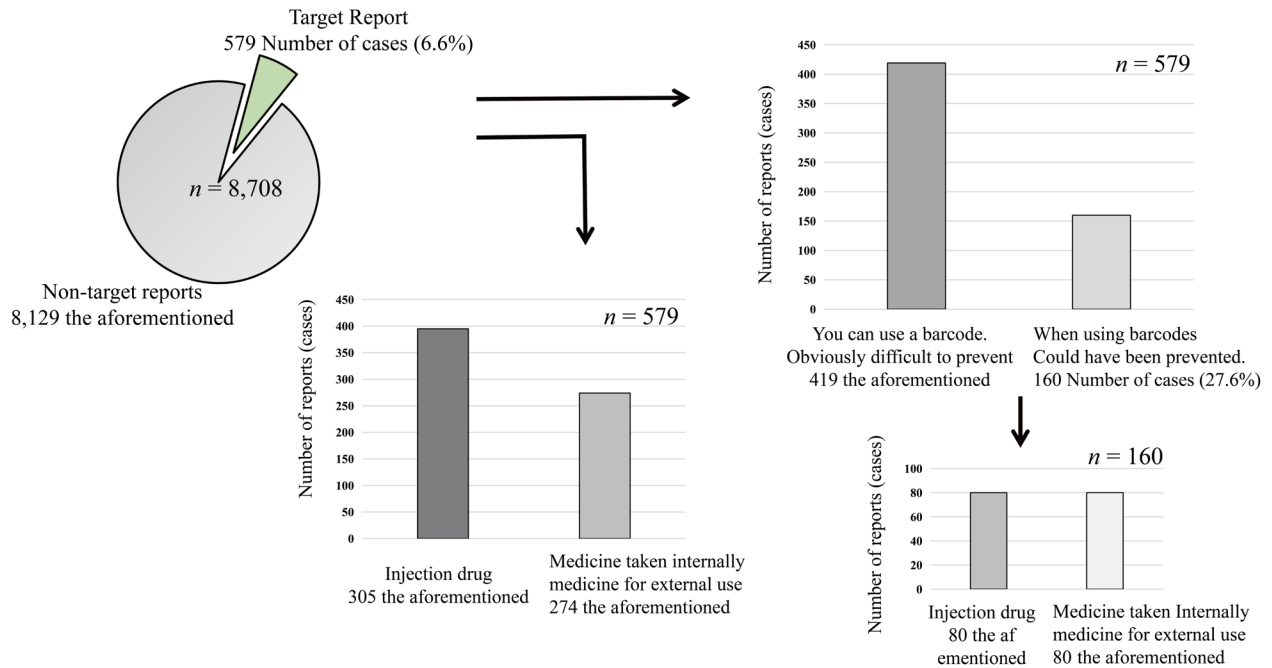 Target Report
579 Number of cases (6.6%)
n = 8,708
Non-target reports
8,129 the aforementioned
Number of reports (cases)
450
400
350
300
250
200
150
100
50
0
n = 579
You can use a barcode.
Obviously difficult to prevent
419 the aforementioned
When using barcodes
Could have been prevented.
160 Number of cases (27.6%)
Number of reports (cases)
450
400
350
300
250
200
150
100
50
0
n = 579
Injection drug
305 the aforementioned
Medicine taken internally
medicine for external use
274 the aforementioned
Number of reports (cases)
100
80
60
40
20
0
n = 160
Injection drug
80 the af
ementioned
Medicine taken Internally
medicine for external use
80 the aforementioned